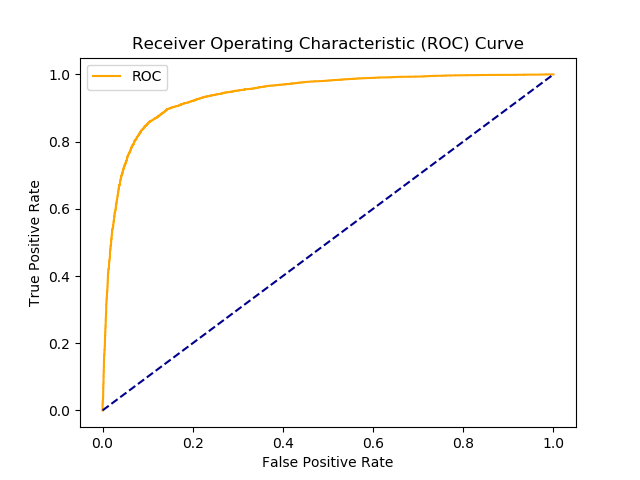 Receiver Operating Characteristic (ROC) Curve
ROC
1.0
0.8
0.6
0.4
0.2
0.0
True Positive Rate
0.0 0.2 0.4 0.6 0.8 1.0
False Positive Rate